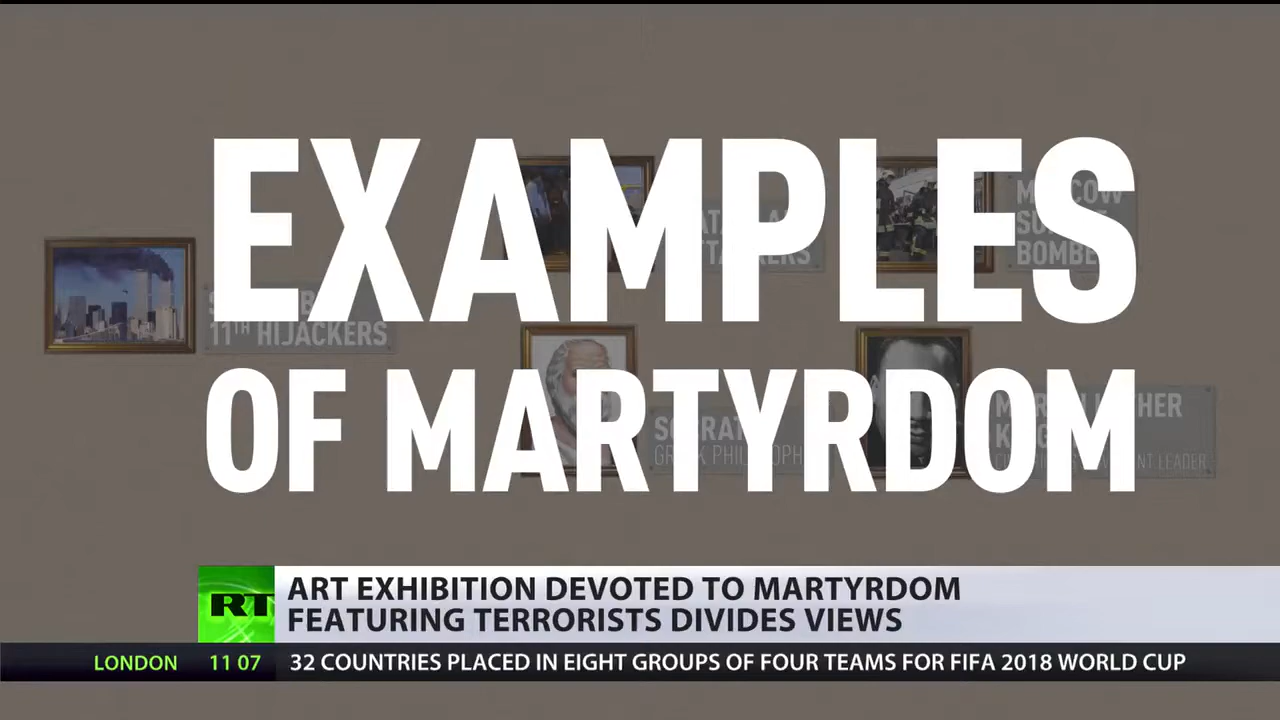 EXAMPLES
OF MARTYRDOM
11TH HIJACKERS
RT
ART EXHIBITION DEVOTED TO MARTYRDOM
FEATURING TERRORISTS DIVIDES VIEWS
LONDON 11 07 32 COUNTRIES PLACED IN EIGHT GROUPS OF FOUR TEAMS FOR FIFA 2018 WORLD CUP